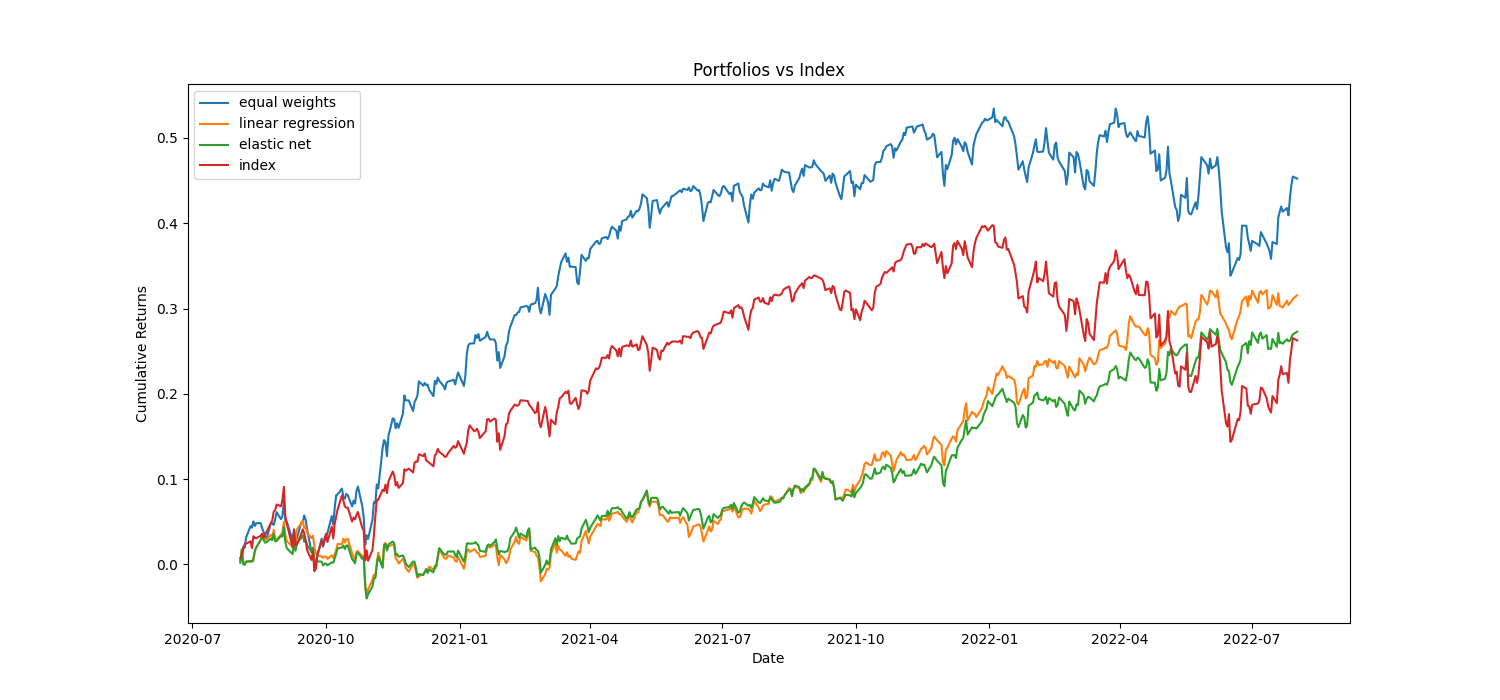 Portfolios vs Index
equal weights
linear regression
elastic net
index
Cumulative Returns
0.5
0.4
0.3
0.2
0.1
0.0
2020-07 2020-10 2021-01 2021-04 2021-07 2021-10 2022-01 2022-04 2022-07
Date